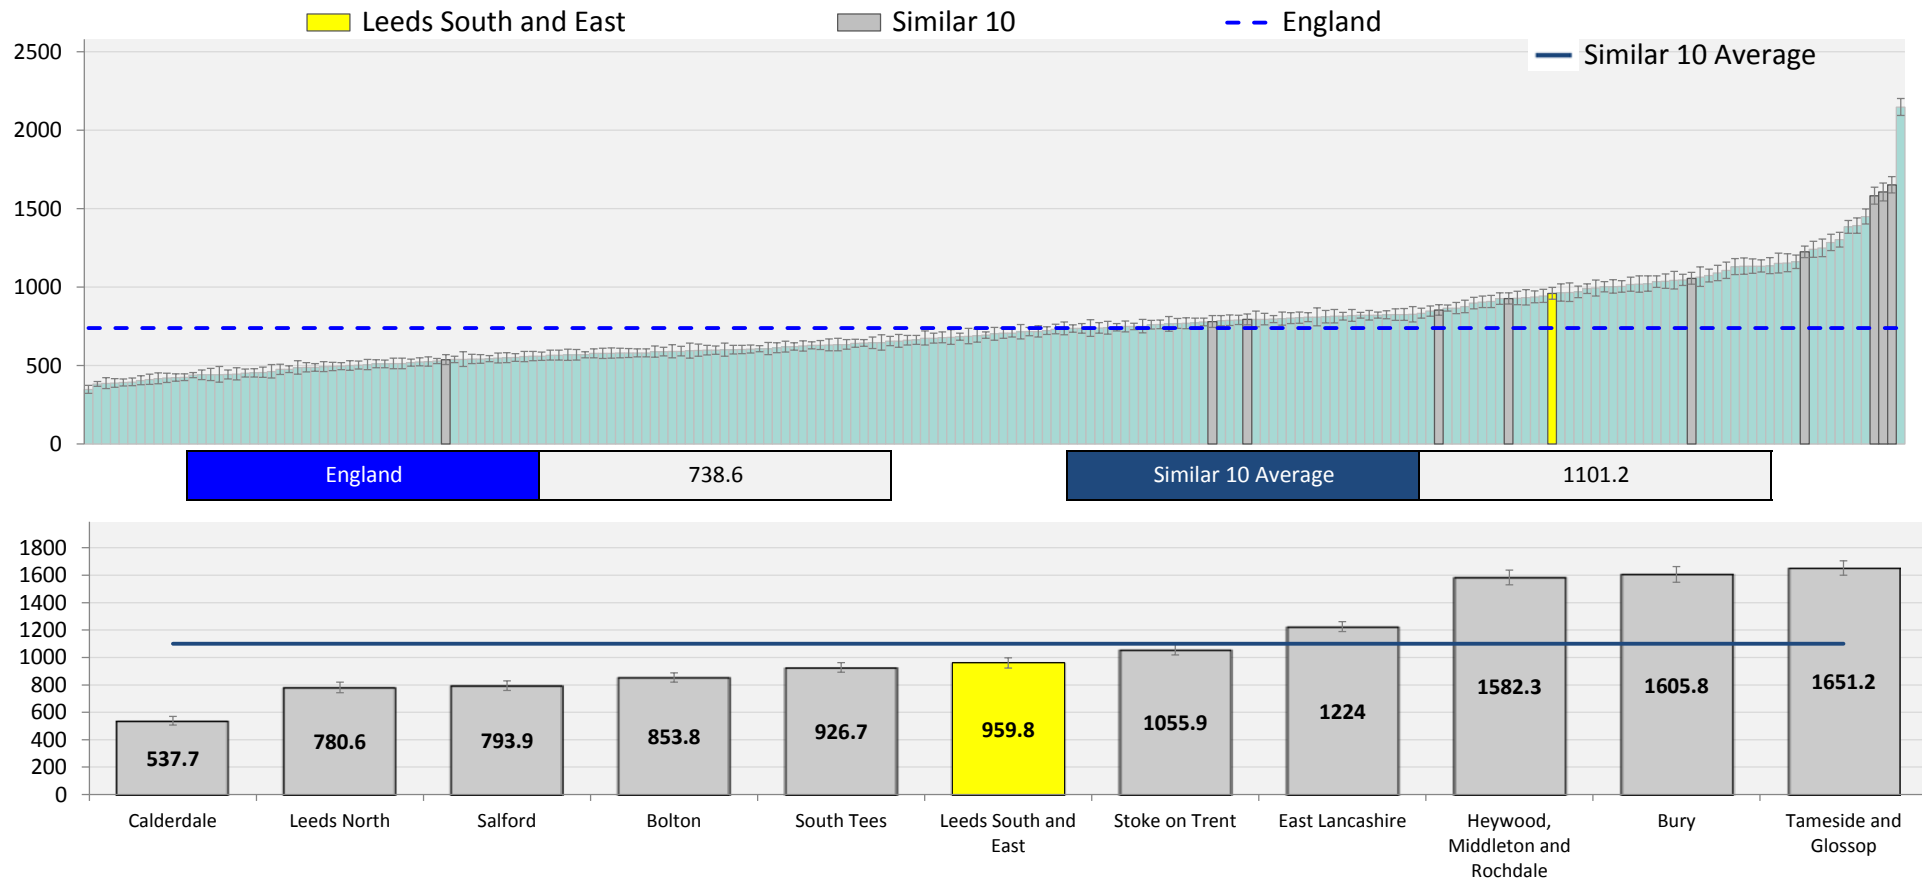 Leeds South and East Similar 10 England
Similar 10 Average
2500
2000
1500
1000
500
0
England 738.6 Similar 10 Average 1101.2
1800
1600
1400
1200
1000
800
600
400
200
0
537.7 780.6 793.9 853.8 926.7 959.8 1055.9 1224 1582.3 1605.8 1651.2
Calderdale Leeds North Salford Bolton South Tees Leeds South and Stoke on Trent East Lancashire Heywood, Bury Tameside and
East Middleton and Glossop
Rochdale